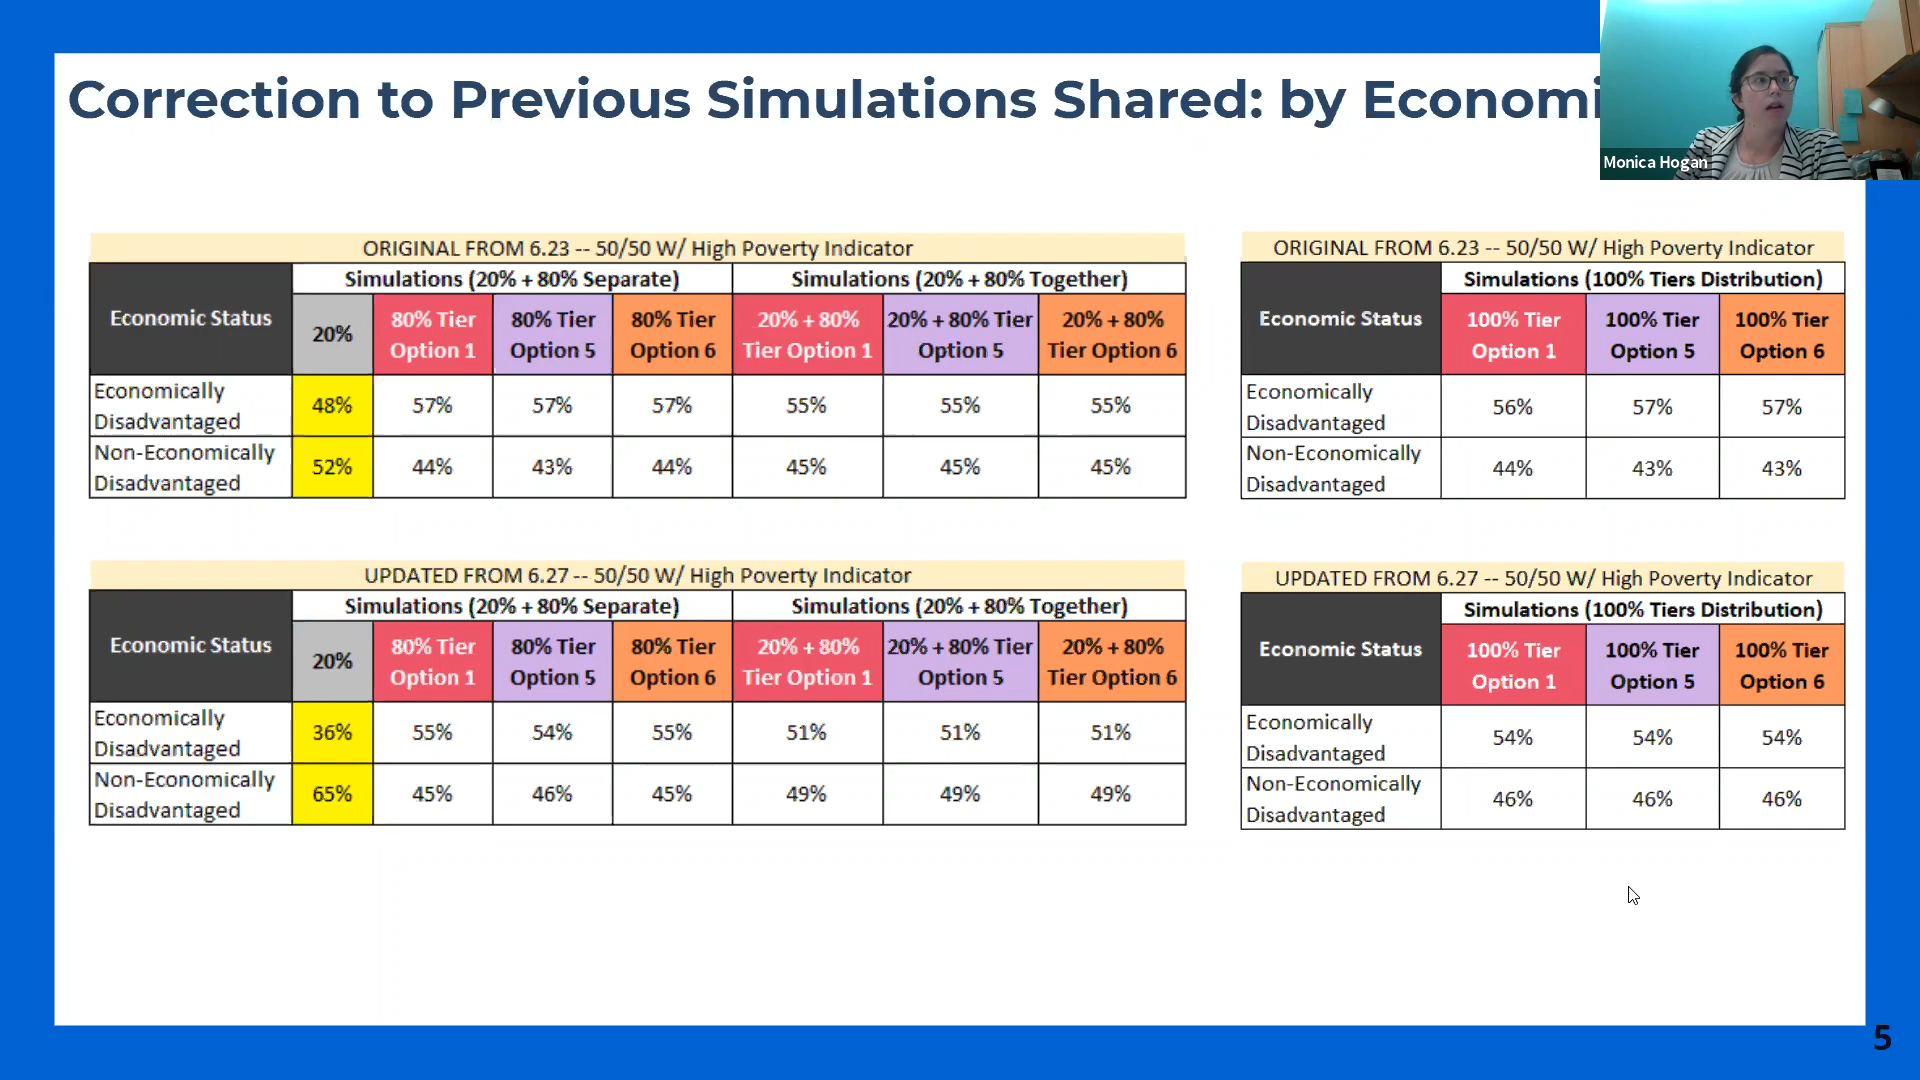 Correction to Previous Simulations Shared: by Economi
Monica Hogan
ORIGINAL FROM 6.23 -- 50/50 W/ High Poverty Indicator
Economic Status
Simulations (20% + 80% Separate)
Simulations (20% + 80% Together)
20%
80% Tier
Option 1
80% Tier
Option 5
80% Tier
Option 6
20% + 80%
Tier Option 1
20% + 80% Tier
Option 5
20% + 80%
Tier Option 6
Economically
Disadvantaged
48%
57%
57%
57%
55%
55%
55%
Non-Economically
Disadvantaged
52%
44%
43%
44%
45%
45%
45%
ORIGINAL FROM 6.23 -- 50/50 W/ High Poverty Indicator
Economic Status
Simulations (100% Tiers Distribution)
100% Tier
Option 1
100% Tier
Option 5
100% Tier
Option 6
Economically
Disadvantaged
56%
57%
57%
Non-Economically
Disadvantaged
44%
43%
43%
UPDATED FROM 6.27 -- 50/50 W/ High Poverty Indicator
Economic Status
Simulations (20% + 80% Separate)
Simulations (20% + 80% Together)
20%
80% Tier
Option 1
80% Tier
Option 5
80% Tier
Option 6
20% + 80%
Tier Option 1
20% + 80% Tier
Option 5
20% + 80%
Tier Option 6
Economically
Disadvantaged
36%
55%
54%
55%
51%
51%
51%
Non-Economically
Disadvantaged
65%
45%
46%
45%
49%
49%
49%
UPDATED FROM 6.27 -- 50/50 W/ High Poverty Indicator
Economic Status
Simulations (100% Tiers Distribution)
100% Tier
Option 1
100% Tier
Option 5
100% Tier
Option 6
Economically
Disadvantaged
54%
54%
54%
Non-Economically
Disadvantaged
46%
46%
46%
5